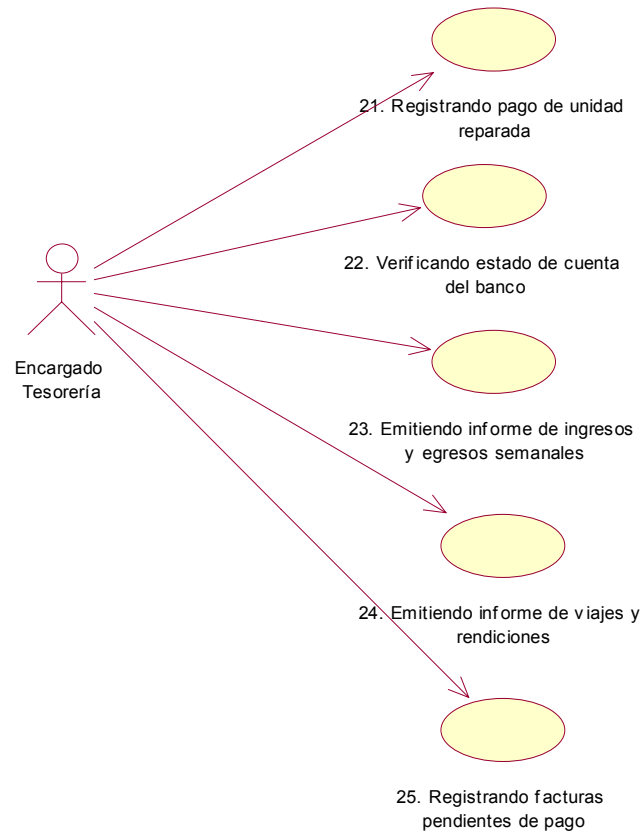 21. Registrando pago de unidad
reparada
22. Verificando estado de cuenta
del banco
Encargado
Tesorería
23. Emitiendo informe de ingresos
y egresos semanales
24. Emitiendo informe de viajes y
rendiciones
25. Registrando facturas
pendientes de pago